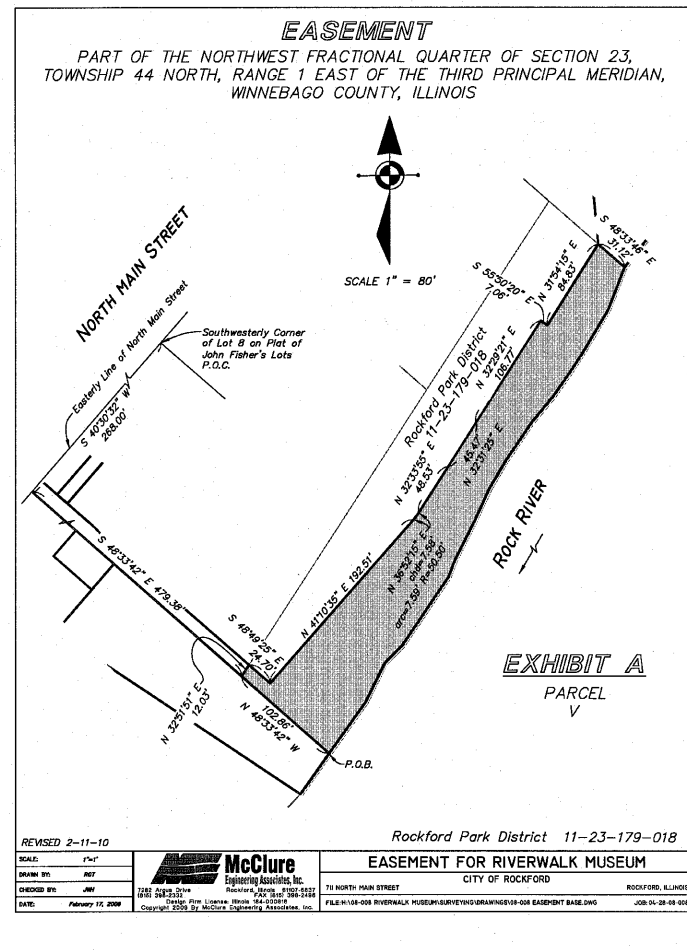 EASEMENT
PART OF THE NORTHWEST FRACTIONAL QUARTER OF SECTION 23,
TOWNSHIP 44 NORTH, RANGE 1 EAST OF THE THIRD PRINCIPAL MERIDIAN,
WINNEBAGO COUNTY, ILLINOIS
SCALE 1" = 80'
NORTH MAIN STREET
Easterly Line of North Main Street
S 40°30'32" W
268.00'
Southwesterly Corner
of Lot 8 on Plat of
John Fisher's Lots
P.O.C.
S 48°33'46" E
31.12'
N 31°54'15" E
84.83'
S 55°50'20" E
7.06'
Rockford Park District
11-23-179-018
N 32°29'21" E
106.77'
45.47'
N 32°31'25" E
N 32°33'55" E
48.53'
ROCK RIVER
N 36°52'15" E
chd=7.58'
arc=7.59' R=50.50'
N 41°10'35" E 192.51'
S 48°33'42" E 479.38'
S 48°49'25" E
24.70'
N 32°51'51" E
12.03'
102.86'
N 48°33'42" W
P.O.B.
EXHIBIT A
PARCEL
V
Rockford Park District 11-23-179-018
REVISED 2-11-10
SCALE: 1"=1'
DRAWN BY: RGT
CHECKED BY: JWH
DATE: February 17, 2009
McClure
Engineering Associates, Inc.
7282 Argus Drive Rockford, Illinois 61107-5837
(815) 398-2332 FAX (815) 398-2496
Design Firm License: Illinois 184-000816
Copyright 2009 By McClure Engineering Associates, Inc.
EASEMENT FOR RIVERWALK MUSEUM
CITY OF ROCKFORD
711 NORTH MAIN STREET ROCKFORD, ILLINOIS
FILE:H:\08-008 RIVERWALK MUSEUM\SURVEYING\DRAWINGS\08-008 EASEMENT BASE.DWG JOB: 04-28-08-008